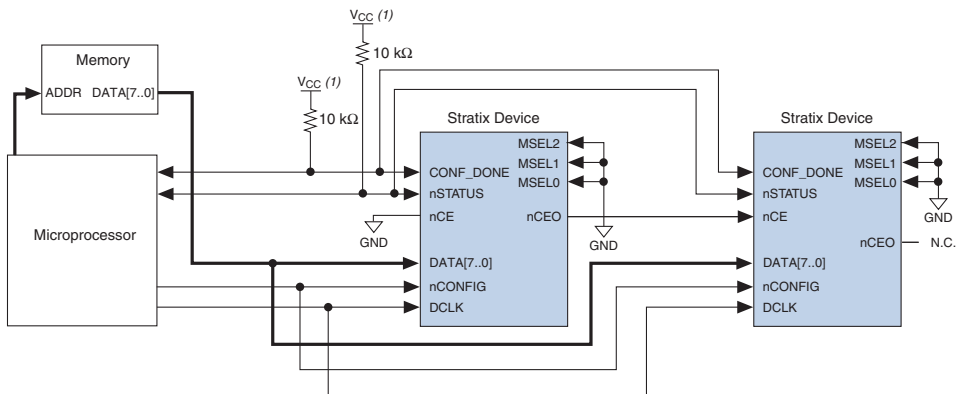 VCC (1)
10 kΩ
VCC (1)
10 kΩ
Memory
ADDR DATA[7..0]
Microprocessor
Stratix Device
MSEL2
MSEL1
MSEL0
CONF_DONE
nSTATUS
nCE
nCEO
DATA[7..0]
nCONFIG
DCLK
GND
GND
Stratix Device
MSEL2
MSEL1
MSEL0
CONF_DONE
nSTATUS
nCE
nCEO
N.C.
DATA[7..0]
nCONFIG
DCLK
GND